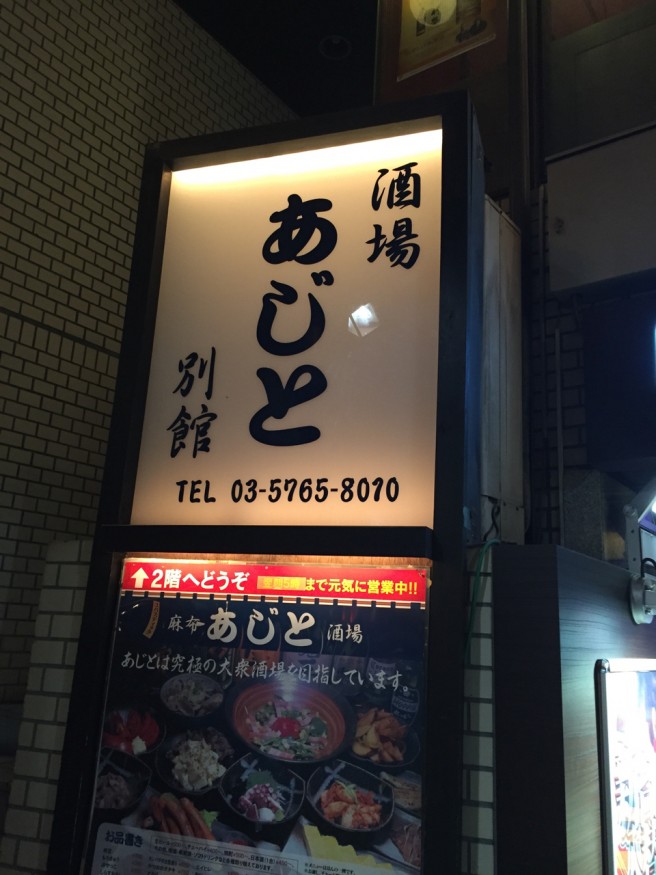 酒場
あじと
別館
TEL 03-5765-8070
↑2階へどうぞ
まで元気に営業中!!
麻布 あじと 酒場
あじとは究極の大衆酒場を目指しています。
お品書き